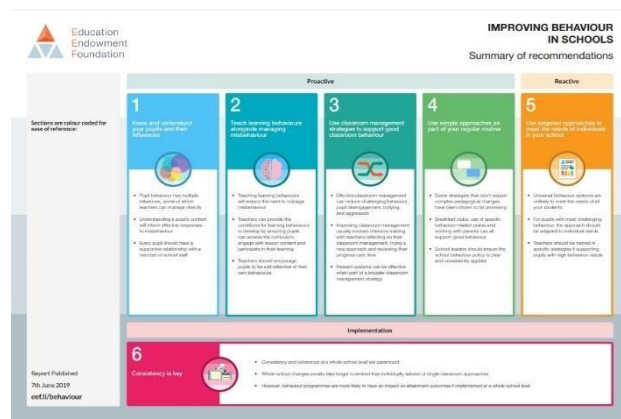 Education
Endowment
Foundation
IMPROVING BEHAVIOUR
IN SCHOOLS
Summary of recommendations
Sections are colour coded for
ease of reference:
Proactive
Reactive
1
Know and understand
your pupils and their
influences
• Pupil behaviour has multiple
influences, some of which
teachers can manage directly
• Understanding a pupil's context
will inform effective responses
to misbehaviour
• Every pupil should have a
supportive relationship with a
member of school staff
2
Teach learning behaviours
alongside managing
misbehaviour
• Teaching learning behaviours
will reduce the need to manage
misbehaviour
• Teachers can provide the
conditions for learning behaviours
to develop by ensuring pupils
can access the curriculum,
engage with lesson content and
participate in their learning
• Teachers should encourage
pupils to be self-reflective of their
own behaviours
3
Use classroom management
strategies to support good
classroom behaviour
• Effective classroom management
can reduce challenging behaviour,
pupil disengagement, bullying
and aggression
• Improving classroom management
usually involves intensive training
with teachers reflecting on their
classroom management, trying a
new approach and reviewing their
progress over time
• Reward systems can be effective
when part of a broader classroom
management strategy
4
Use simple approaches as
part of your regular routine
• Some strategies that don't require
complex pedagogical changes
have been shown to be promising
• Breakfast clubs, use of specific
behaviour-related praise and
working with parents can all
support good behaviour
• School leaders should ensure the
school behaviour policy is clear
and consistently applied
5
Use targeted approaches to
meet the needs of individuals
in your school
• Universal behaviour systems are
unlikely to meet the needs of all
your students
• For pupils with more challenging
behaviour, the approach should
be adapted to individual needs
• Teachers should be trained in
specific strategies if supporting
pupils with high behaviour needs
Implementation
6
Consistency is key
• Consistency and coherence at a whole-school level are paramount
• Whole-school changes usually take longer to embed than individually tailored or single-classroom approaches
• However, behaviour programmes are more likely to have an impact on attainment outcomes if implemented at a whole-school level
Report Published
7th June 2019
eef.li/behaviour